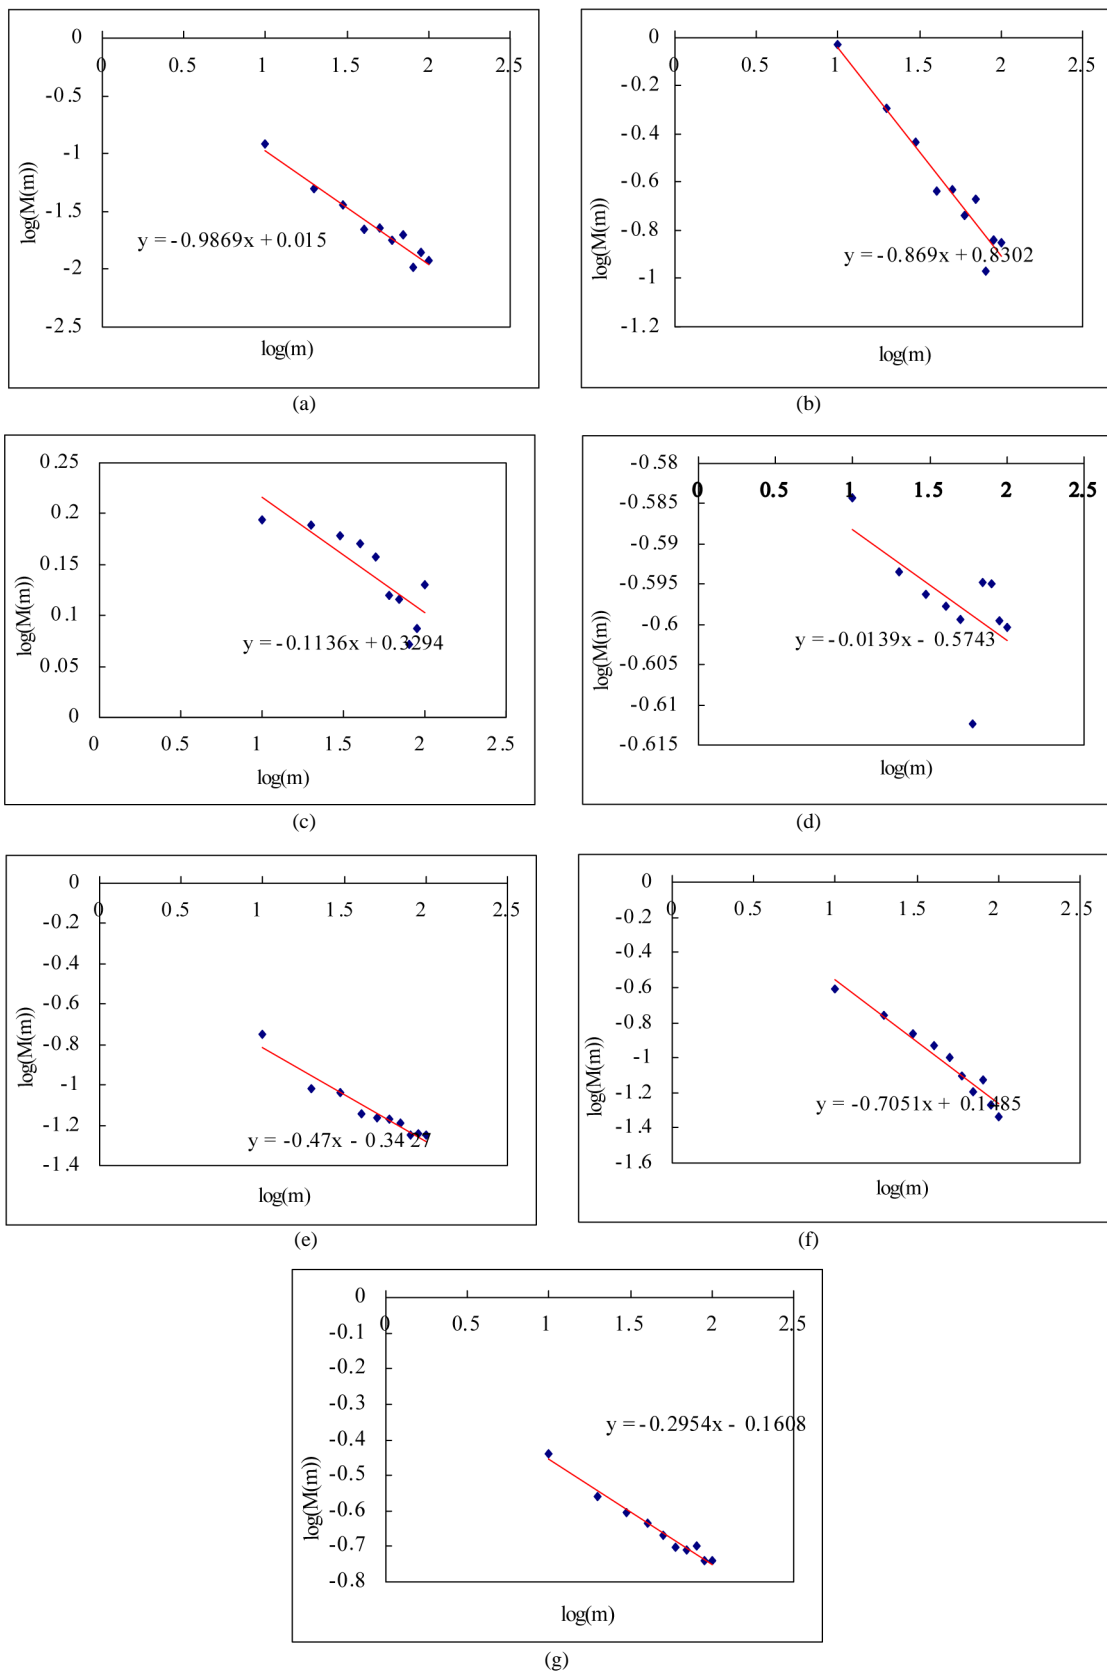 0
0 0.5 1 1.5 2 2.5
-0.5
-1
-1.5
-2
-2.5
log(M(m))
y = -0.9869x + 0.015
log(m)
(a)
0
0 0.5 1 1.5 2 2.5
-0.2
-0.4
-0.6
-0.8
-1
-1.2
log(M(m))
y = -0.869x + 0.8302
log(m)
(b)
0.25
0.2
0.15
0.1
0.05
0
log(M(m))
y = -0.1136x + 0.3294
0 0.5 1 1.5 2 2.5
log(m)
(c)
-0.58
0 0.5 1 1.5 2 2.5
-0.585
-0.59
-0.595
-0.6
-0.605
-0.61
-0.615
log(M(m))
y = -0.0139x - 0.5743
log(m)
(d)
0
0 0.5 1 1.5 2 2.5
-0.2
-0.4
-0.6
-0.8
-1
-1.2
-1.4
log(M(m))
y = -0.47x - 0.3427
log(m)
(e)
0
0 0.5 1 1.5 2 2.5
-0.2
-0.4
-0.6
-0.8
-1
-1.2
-1.4
-1.6
log(M(m))
y = -0.7051x + 0.1485
log(m)
(f)
0
0 0.5 1 1.5 2 2.5
-0.1
-0.2
-0.3
-0.4
-0.5
-0.6
-0.7
-0.8
log(M(m))
y = -0.2954x - 0.1608
log(m)
(g)